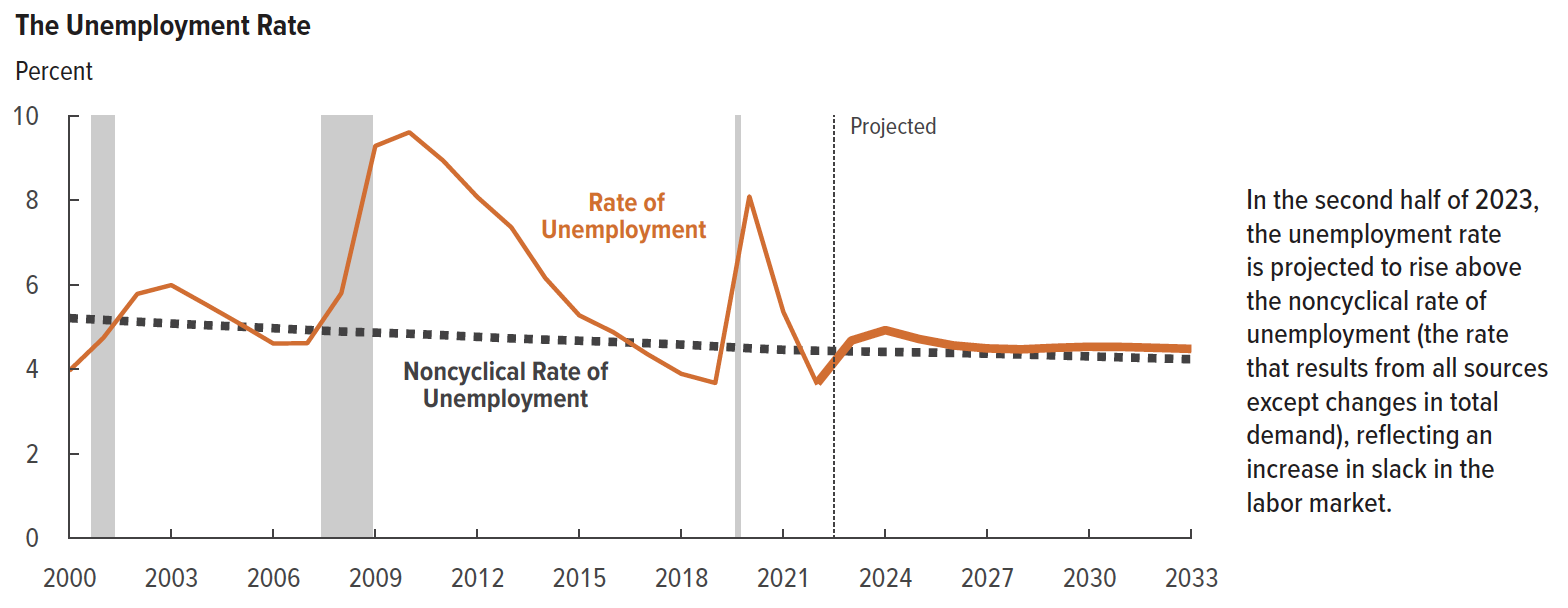 The Unemployment Rate
Percent
10
8
6
4
2
0
Projected
Rate of
Unemployment
Noncyclical Rate of
Unemployment
2000 2003 2006 2009 2012 2015 2018 2021 2024 2027 2030 2033
In the second half of 2023,
the unemployment rate
is projected to rise above
the noncyclical rate of
unemployment (the rate
that results from all sources
except changes in total
demand), reflecting an
increase in slack in the
labor market.